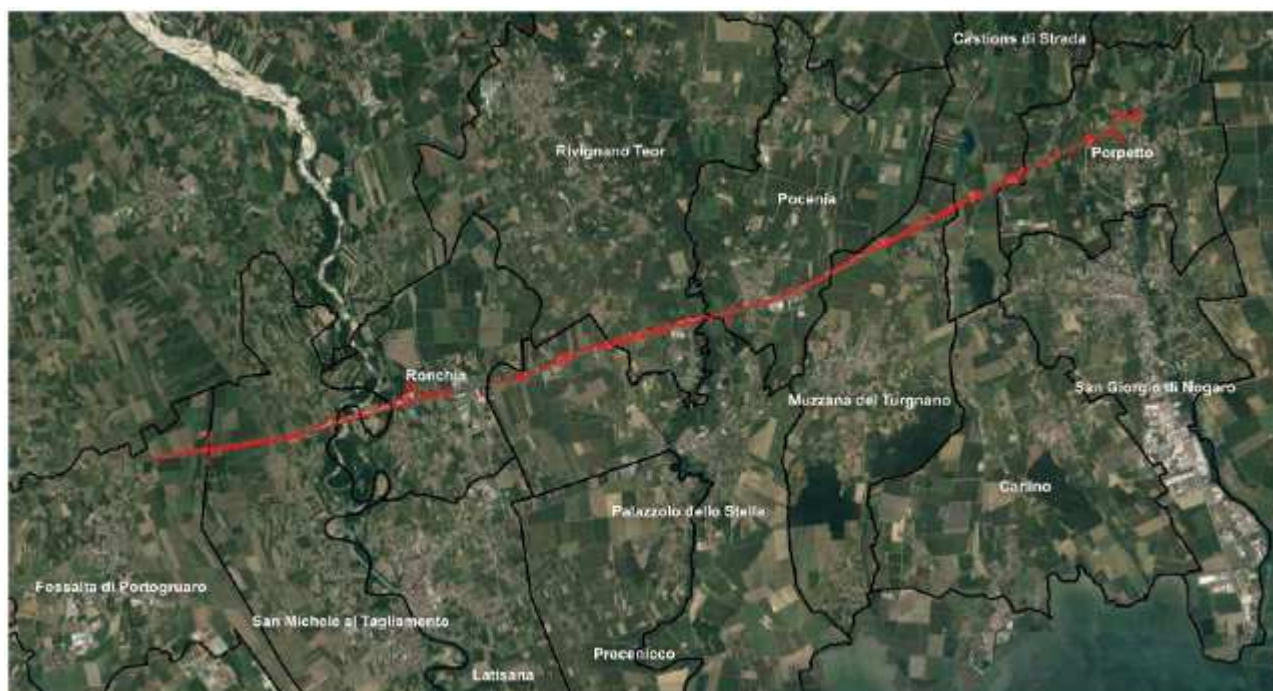 Castions di Strada
Rivignano Teor
Porpetto
Pocenia
Ronchis
San Giorgio di Nogaro
Muzzana del Turgnano
Carlino
Palazzolo dello Stella
Fossalta di Portogruaro
San Michele al Tagliamento
Precenicco
Latisana